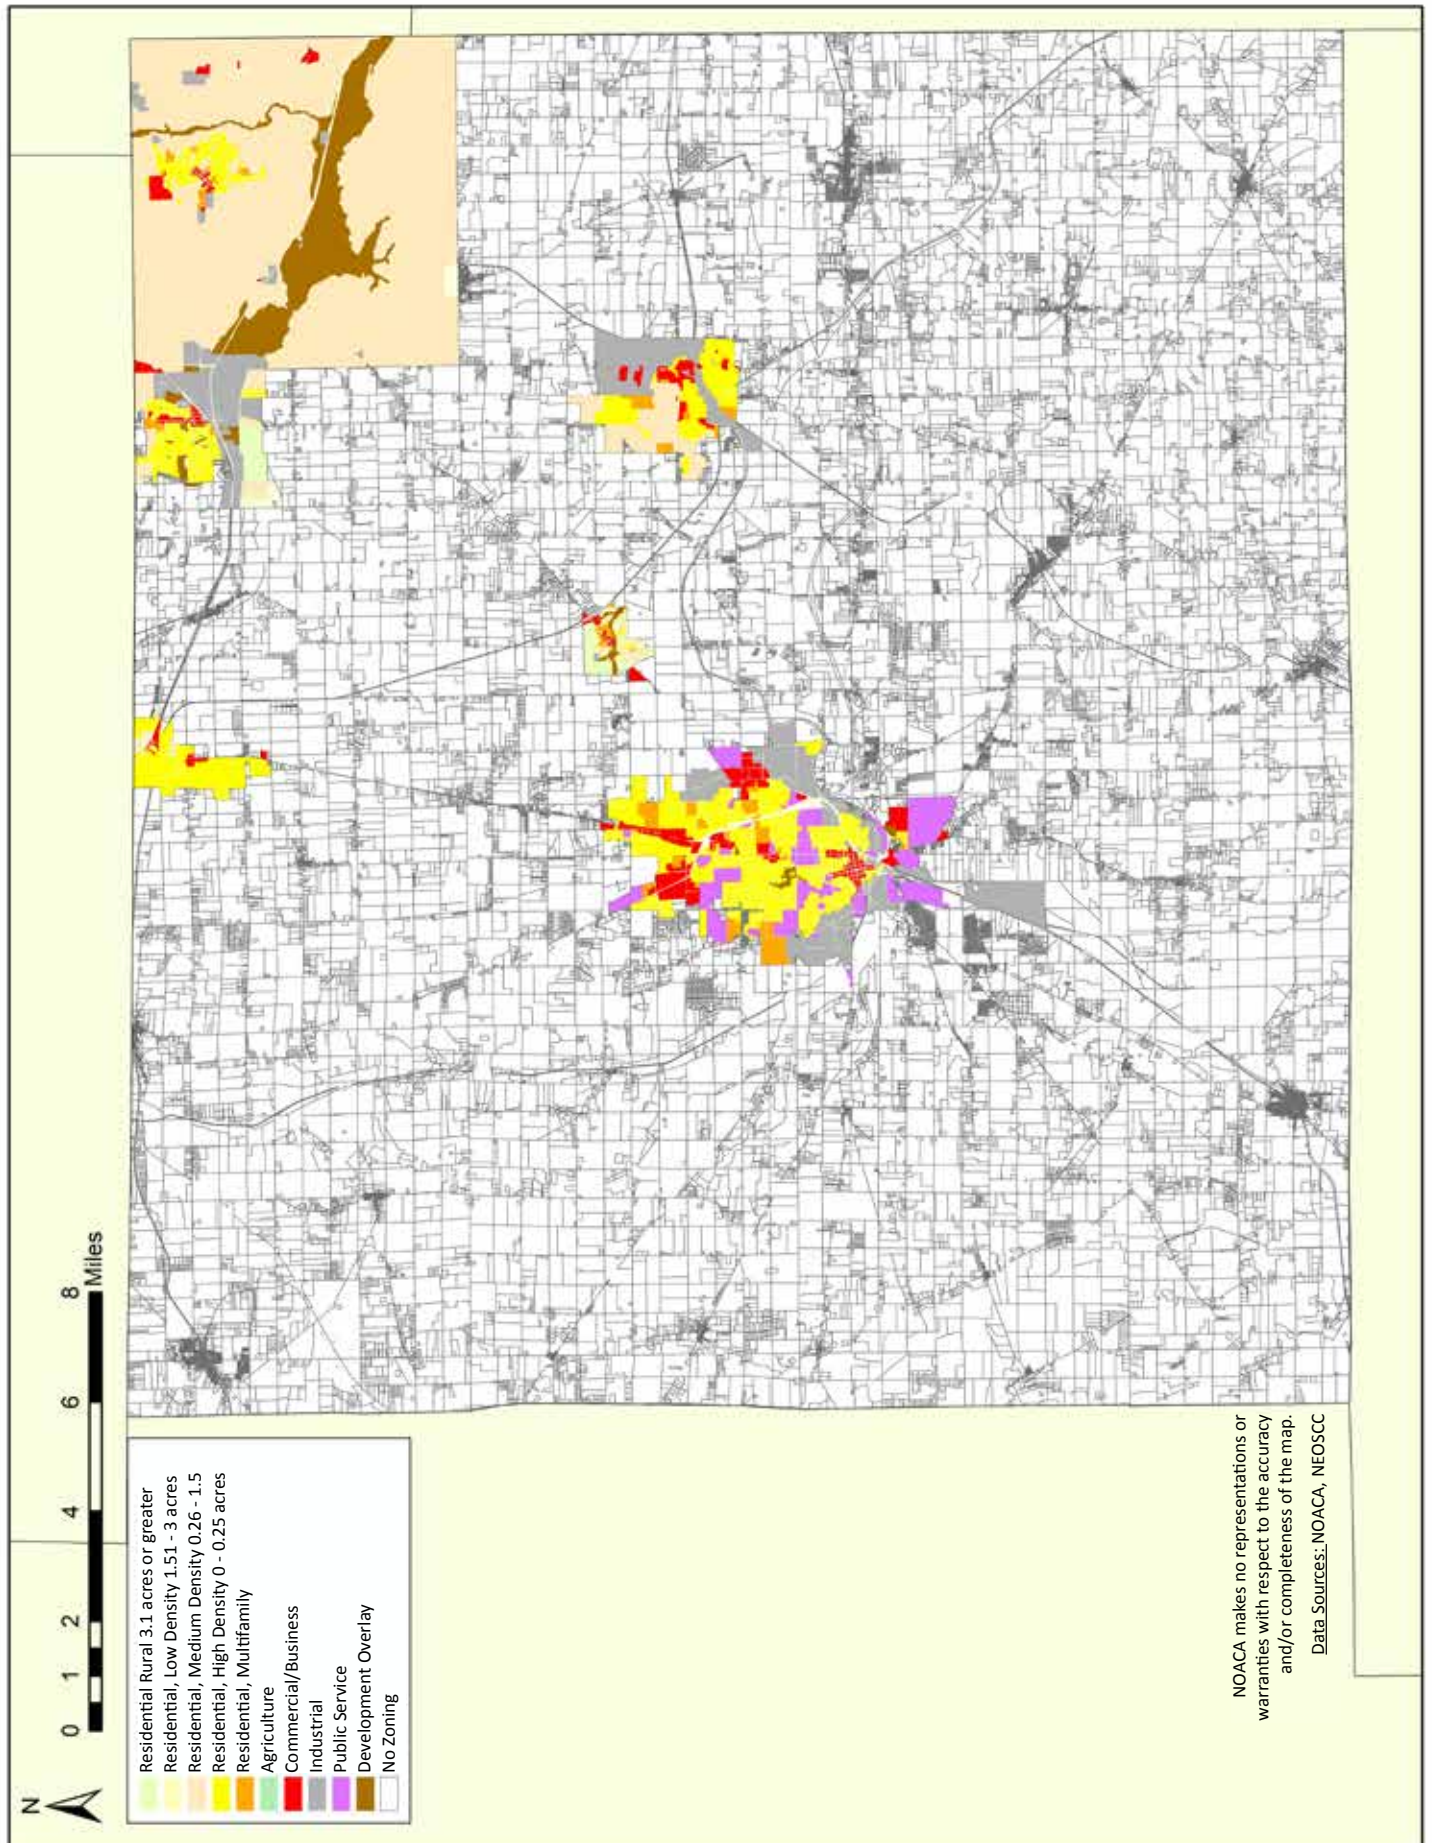 N
0 1 2 4 6 8
Miles
Residential Rural 3.1 acres or greater
Residential, Low Density 1.51 - 3 acres
Residential, Medium Density 0.26 - 1.5
Residential, High Density 0 - 0.25 acres
Residential, Multifamily
Agriculture
Commercial/Business
Industrial
Public Service
Development Overlay
No Zoning
NOACA makes no representations or
warranties with respect to the accuracy
and/or completeness of the map.
Data Sources: NOACA, NEOSCC